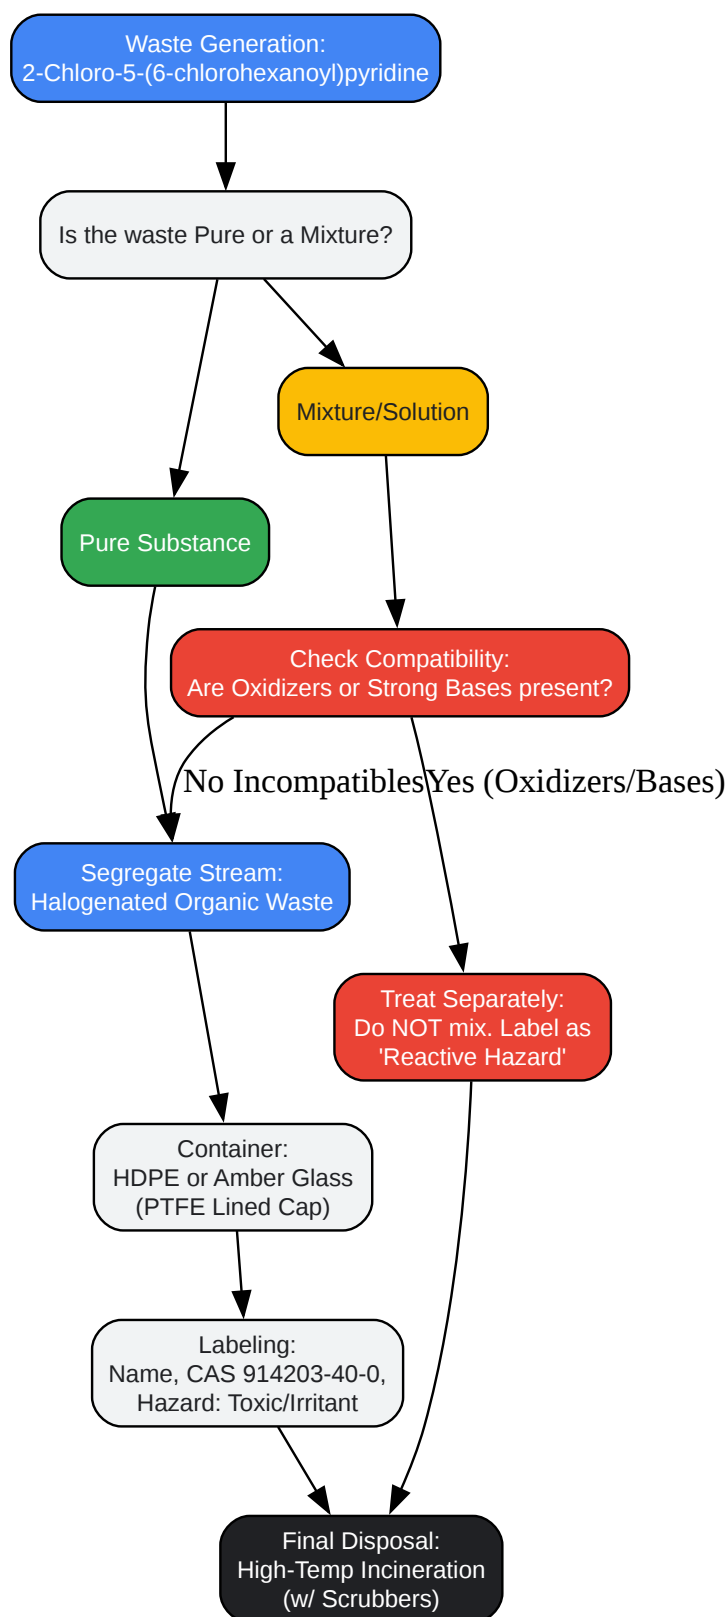 Waste Generation:
2-Chloro-5-(6-chlorohexanoyl)pyridine
Is the waste Pure or a Mixture?
Mixture/Solution
Pure Substance
Check Compatibility:
Are Oxidizers or Strong Bases present?
No Incompatibles
Yes (Oxidizers/Bases)
Segregate Stream:
Halogenated Organic Waste
Treat Separately:
Do NOT mix. Label as
'Reactive Hazard'
Container:
HDPE or Amber Glass
(PTFE Lined Cap)
Labeling:
Name, CAS 914203-40-0,
Hazard: Toxic/Irritant
Final Disposal:
High-Temp Incineration
(w/ Scrubbers)